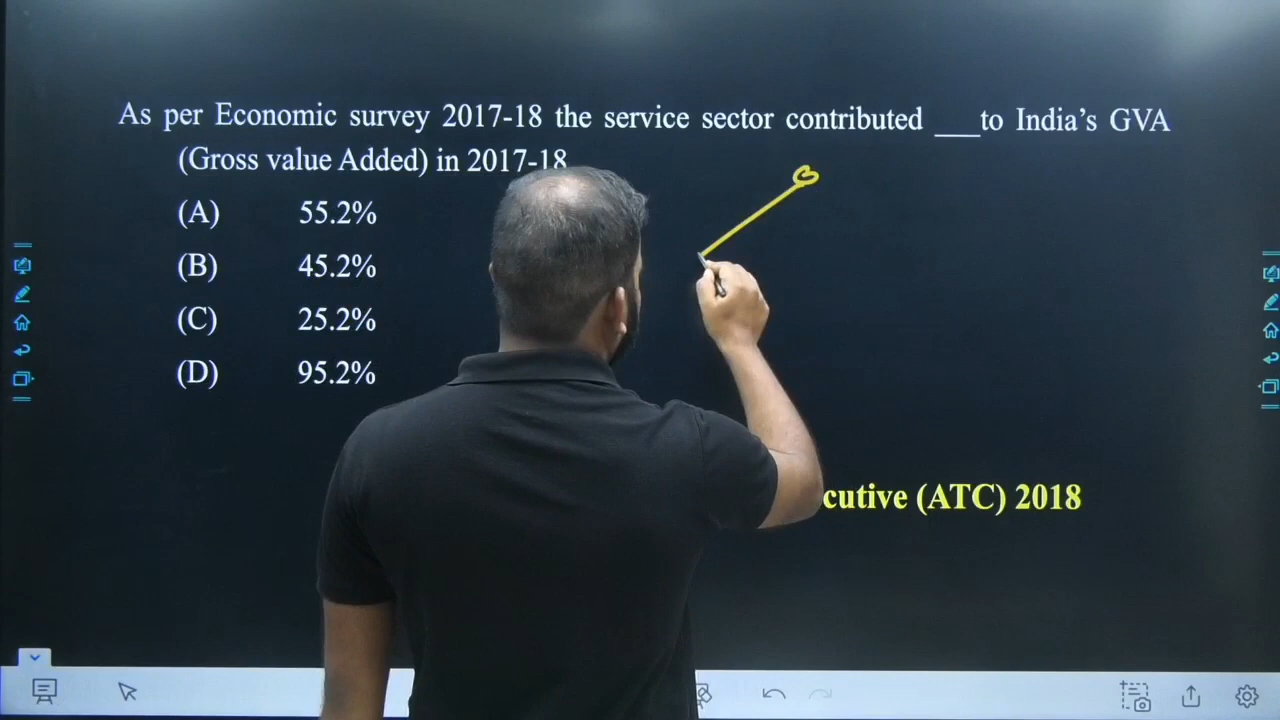 As per Economic survey 2017-18 the service sector contributed ___to India’s GVA
(Gross value Added) in 2017-18
(A) 55.2%
(B) 45.2%
(C) 25.2%
(D) 95.2%
(ATC) 2018